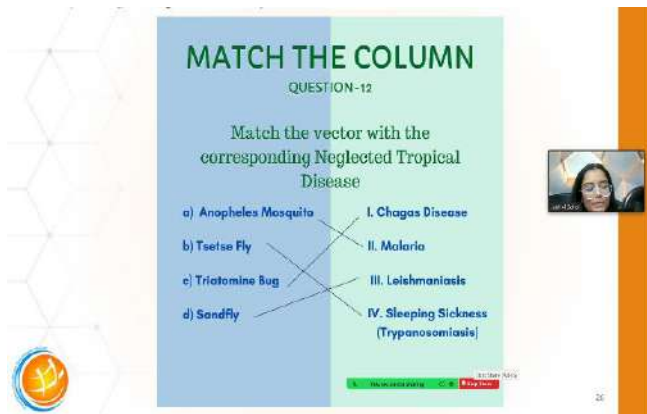 MATCH THE COLUMN
QUESTION-12
Match the vector with the
corresponding Neglected Tropical
Disease
a) Anopheles Mosquito
I. Chagas Disease
b) Tsetse Fly
II. Malaria
c) Triatomine Bug
III. Leishmaniasis
d) Sandfly
IV. Sleeping Sickness
(Trypanosomiasis)
26